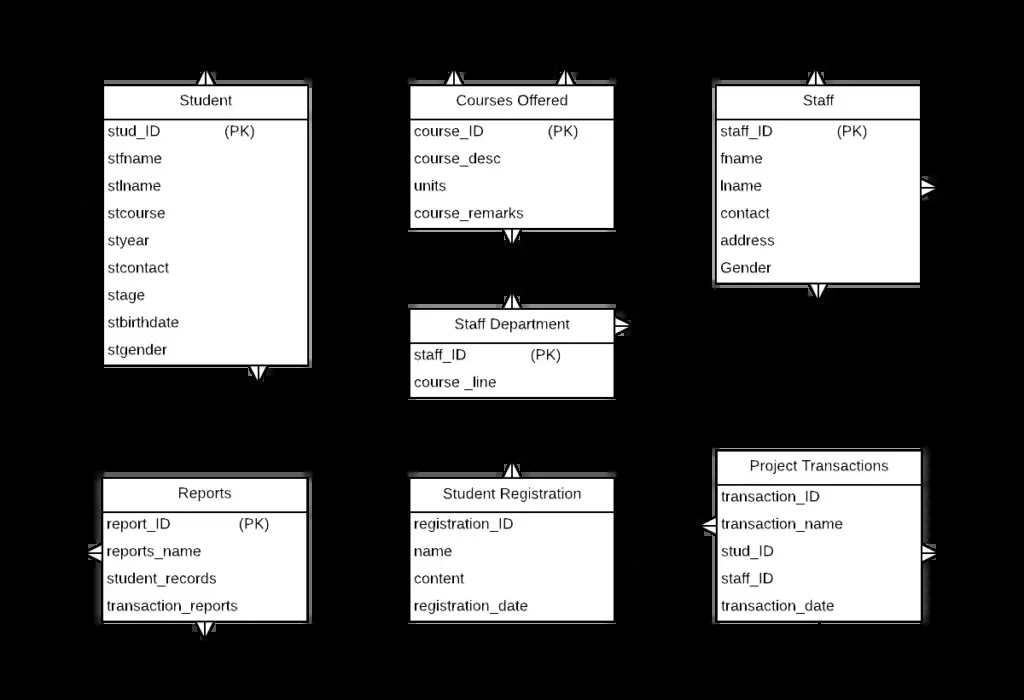 Student
stud_ID (PK)
stfname
stlname
stcourse
styear
stcontact
stage
stbirthdate
stgender
Courses Offered
course_ID (PK)
course_desc
units
course_remarks
Staff
staff_ID (PK)
fname
lname
contact
address
Gender
Staff Department
staff_ID (PK)
course _line
Reports
report_ID (PK)
reports_name
student_records
transaction_reports
Student Registration
registration_ID
name
content
registration_date
Project Transactions
transaction_ID
transaction_name
stud_ID
staff_ID
transaction_date